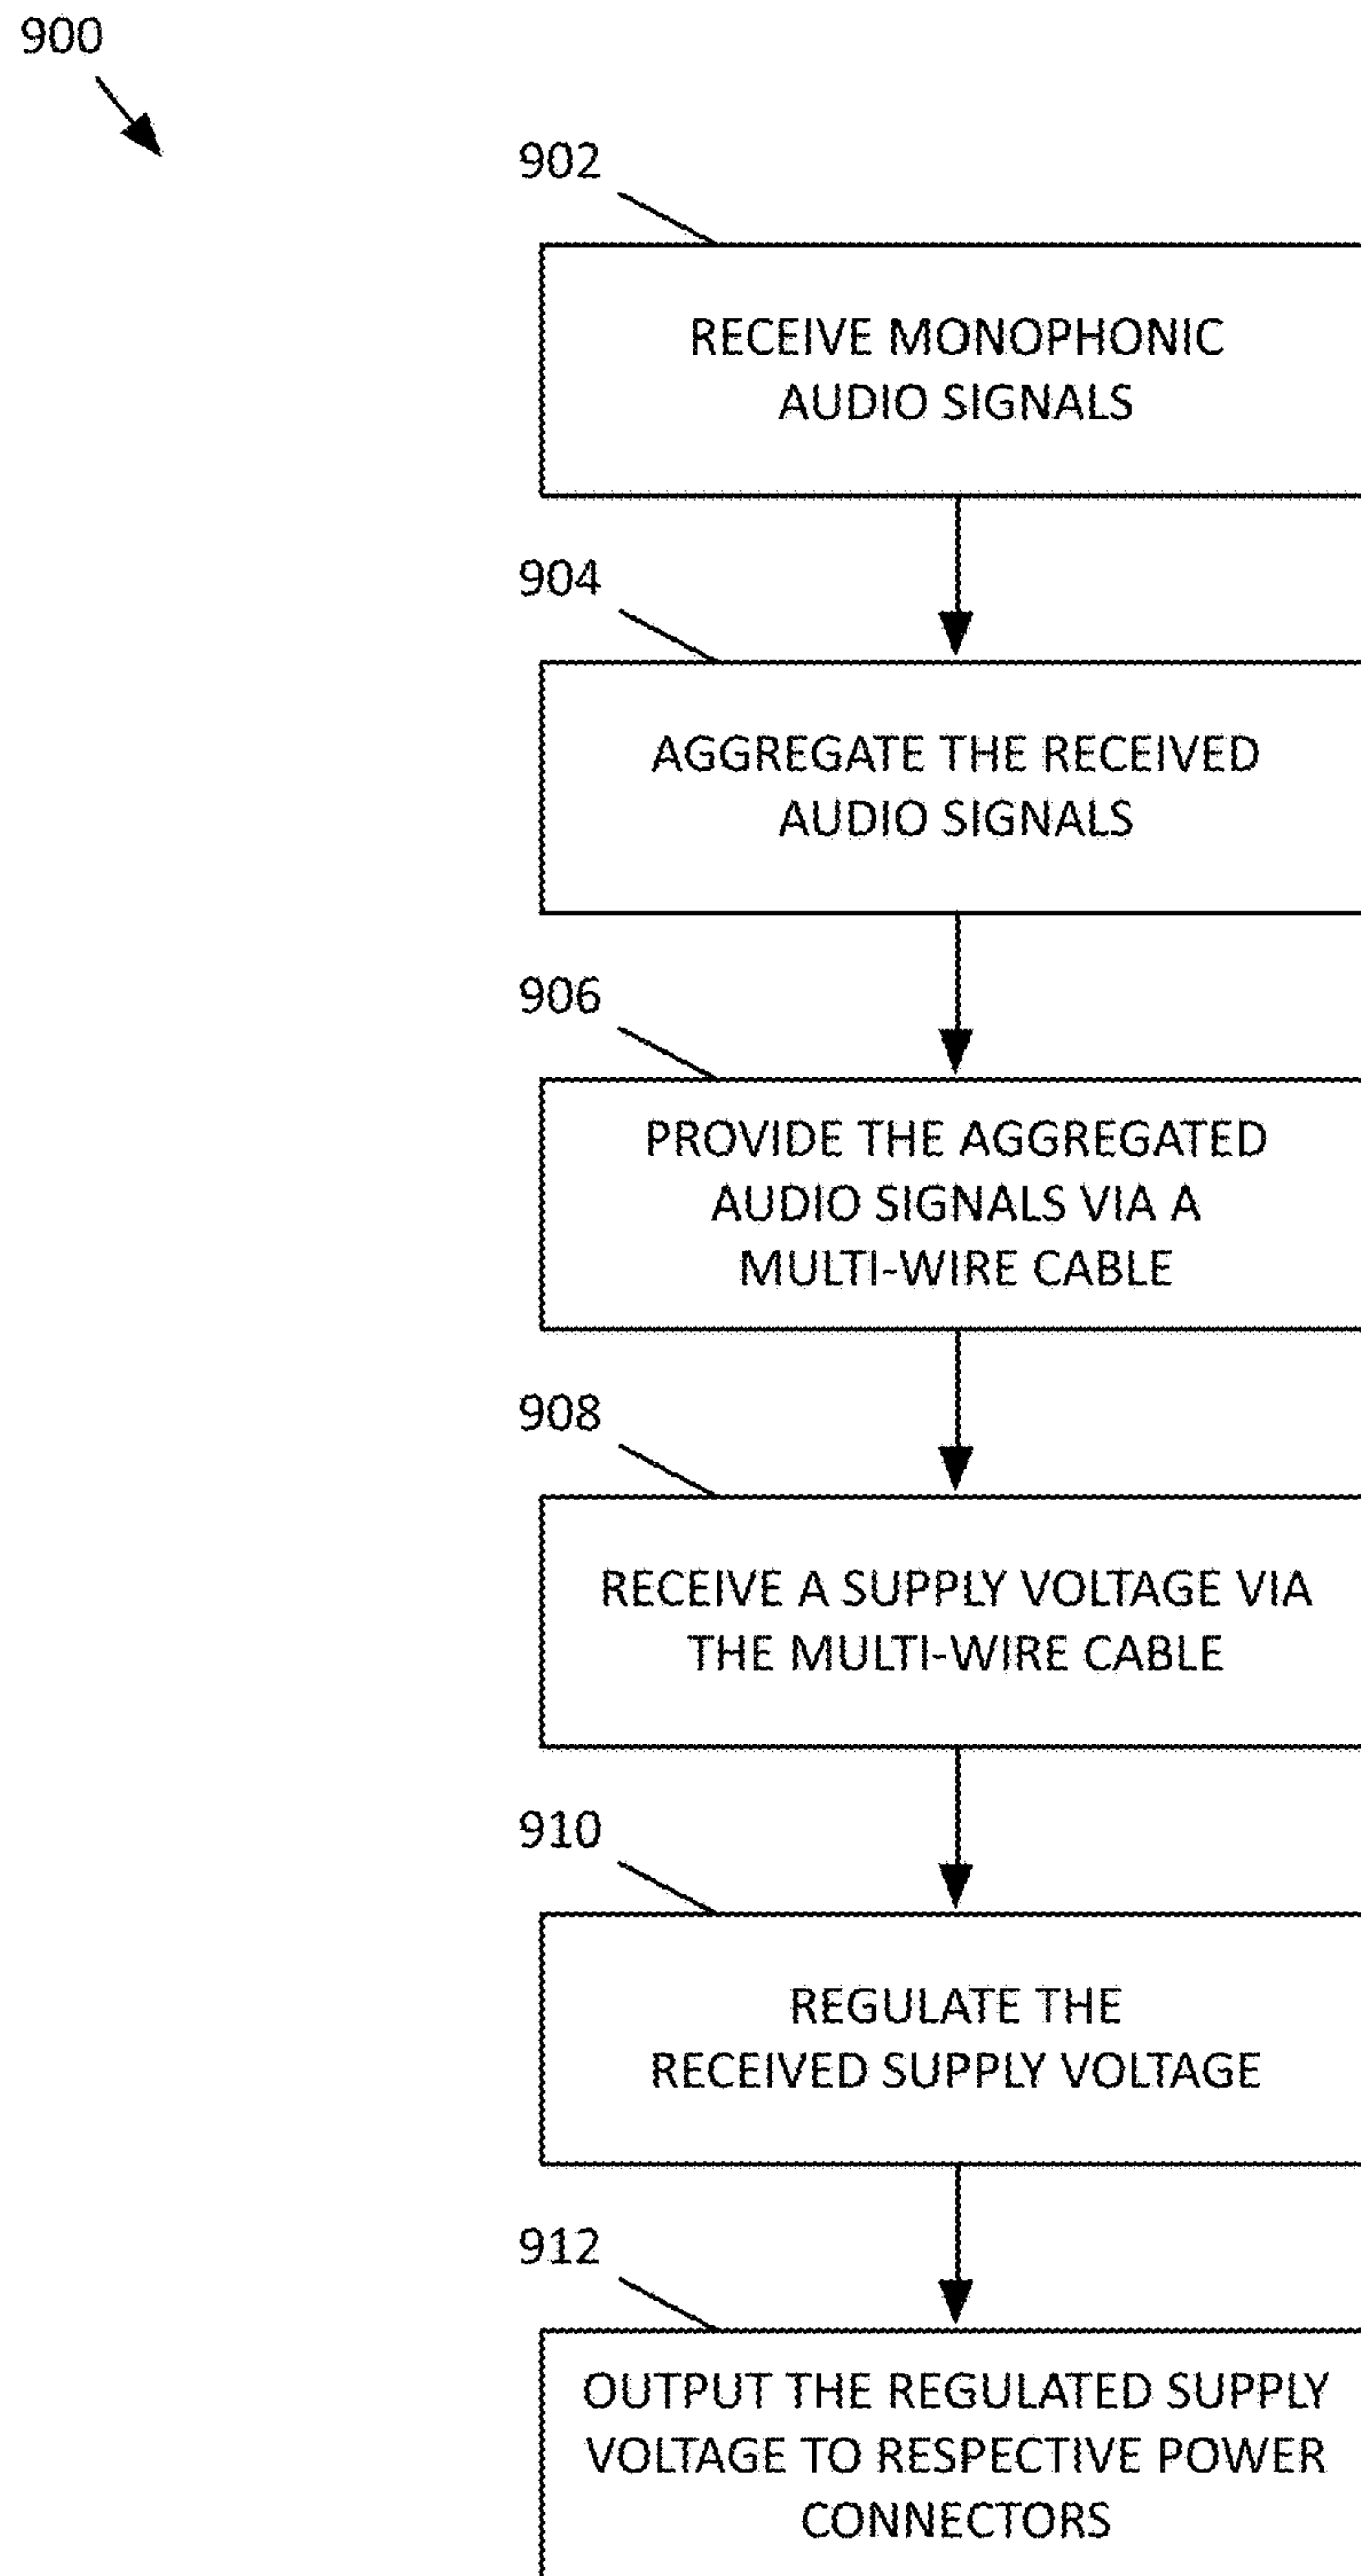 900
902
RECEIVE MONOPHONIC
AUDIO SIGNALS
904
AGGREGATE THE RECEIVED
AUDIO SIGNALS
906
PROVIDE THE AGGREGATED
AUDIO SIGNALS VIA A
MULTI-WIRE CABLE
908
RECEIVE A SUPPLY VOLTAGE VIA
THE MULTI-WIRE CABLE
910
REGULATE THE
RECEIVED SUPPLY VOLTAGE
912
OUTPUT THE REGULATED SUPPLY
VOLTAGE TO RESPECTIVE POWER
CONNECTORS